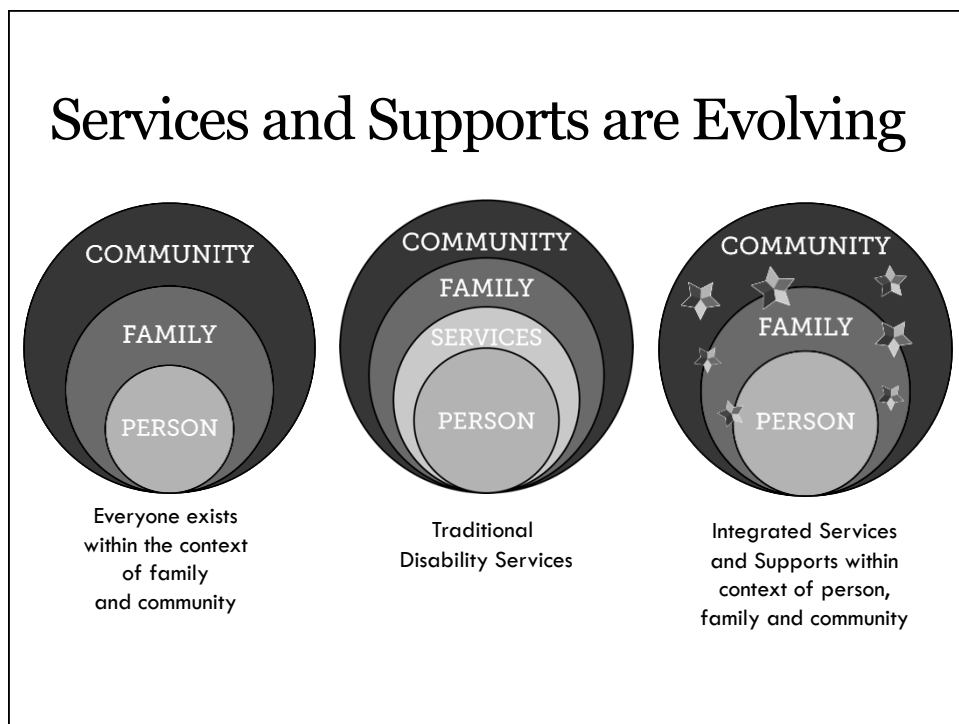 Services and Supports are Evolving
COMMUNITY
FAMILY
PERSON
Everyone exists
within the context
of family
and community
COMMUNITY
FAMILY
SERVICES
PERSON
Traditional
Disability Services
COMMUNITY
FAMILY
PERSON
Integrated Services
and Supports within
context of person,
family and community